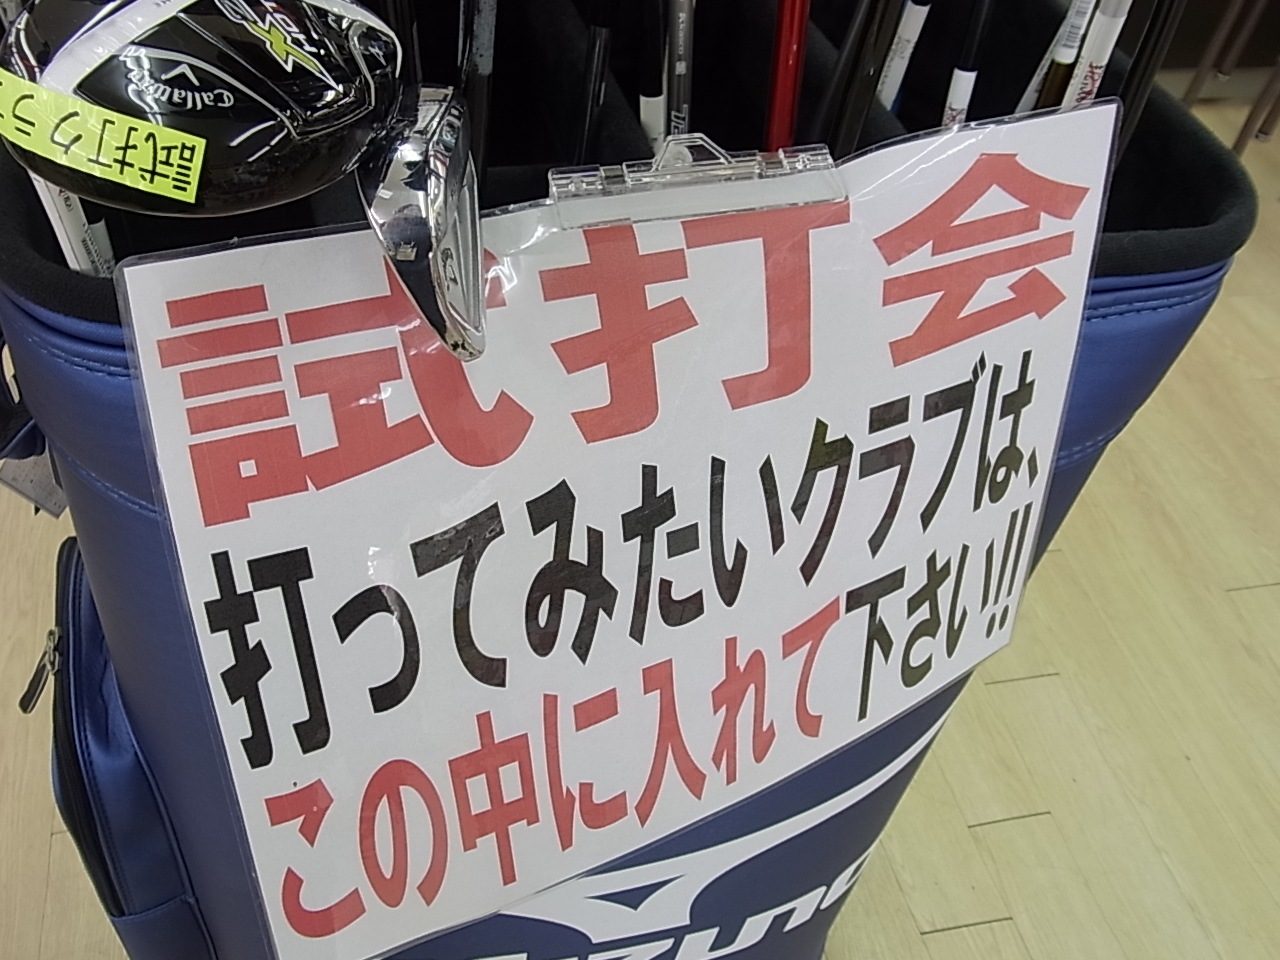 HOT
Callaway
試打クラ
試打会
打ってみたいクラブは、
この中に入れて下さい!!